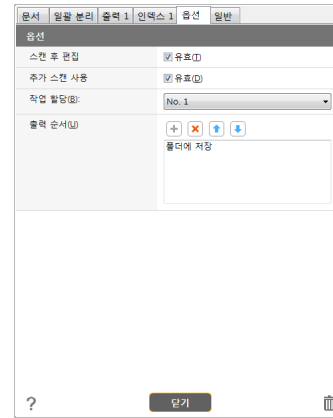 문서 일괄 분리 출력 1 인덱스 1 옵션 일반
옵션
스캔 후 편집 유효(T)
추가 스캔 사용 유효(D)
작업 할당(B): No. 1
출력 순서(U)
폴더에 저장
? 닫기